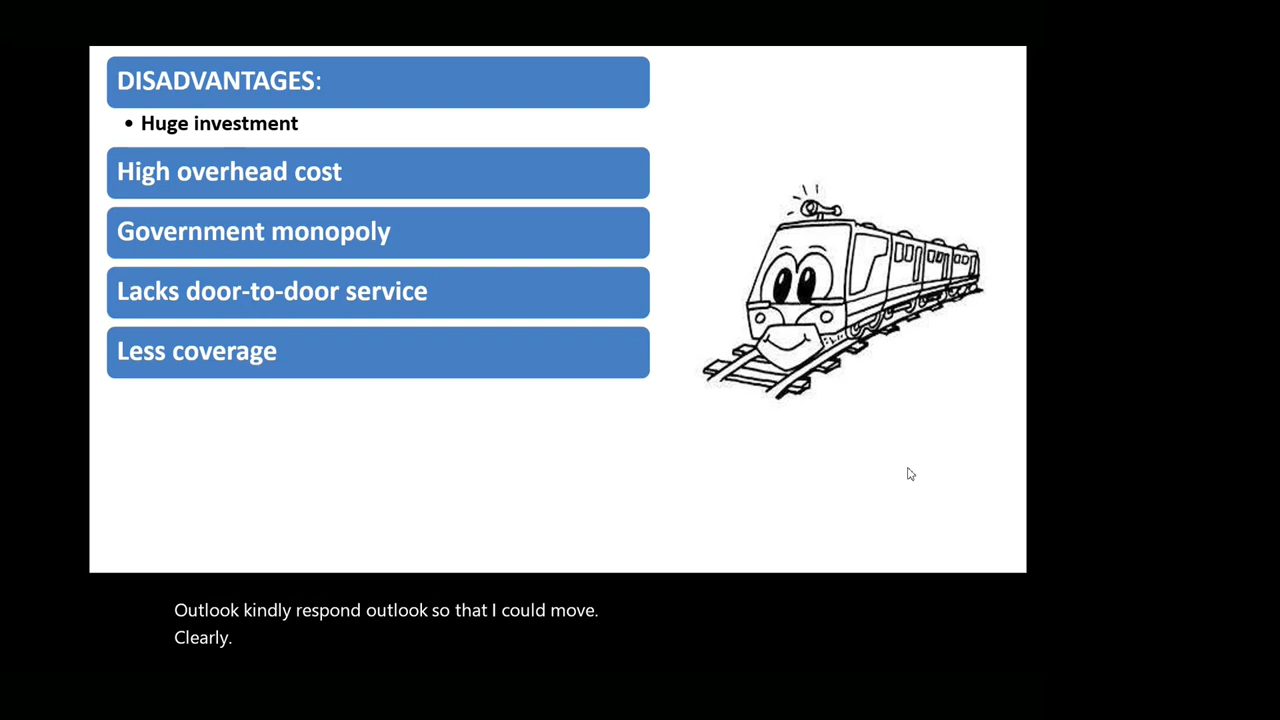 DISADVANTAGES:
• Huge investment
High overhead cost
Government monopoly
Lacks door-to-door service
Less coverage
Outlook kindly respond outlook so that I could move.
Clearly.